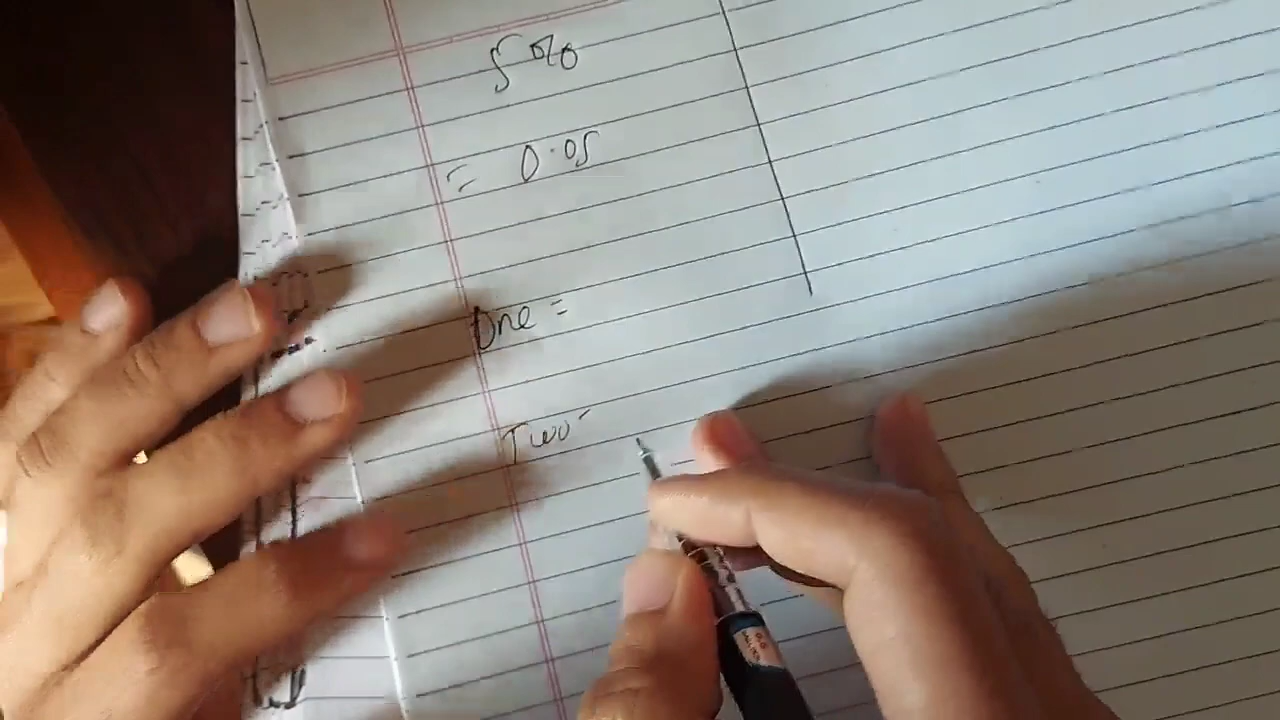 5%
= 0.05
One =
Two -